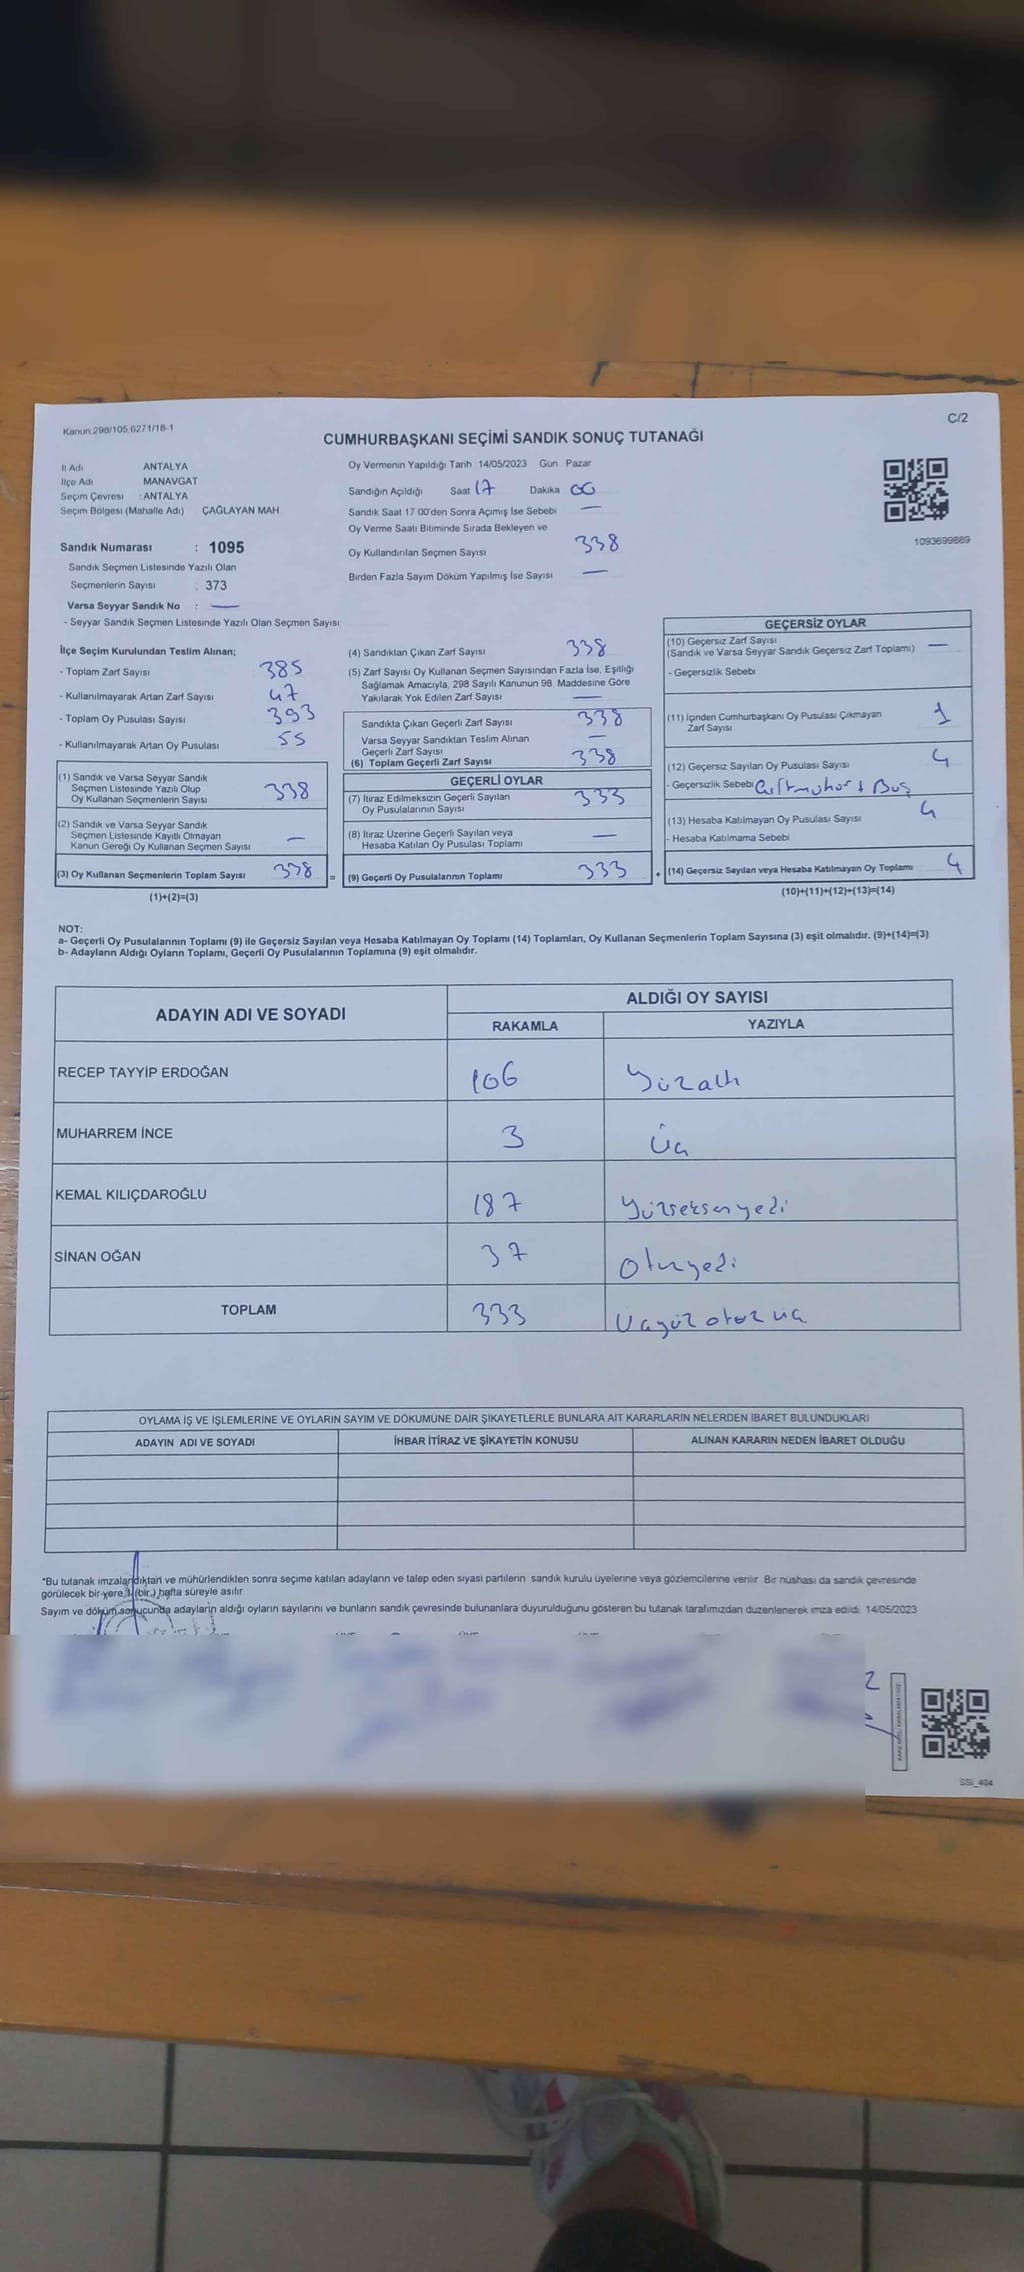 Kanun.298/105 6271/18-1
C/2
CUMHURBAŞKANI SEÇİMİ SANDIK SONUÇ TUTANAĞI
İl Adı ANTALYA
İlçe Adı MANAVGAT
Seçim Çevresi : ANTALYA
Seçim Bölgesi (Mahalle Adı) ÇAĞLAYAN MAH
Sandık Numarası : 1095
Sandık Seçmen Listesinde Yazılı Olan
Seçmenlerin Sayısı : 373
Varsa Seyyar Sandık No : —
- Seyyar Sandık Seçmen Listesinde Yazılı Olan Seçmen Sayısı
Oy Vermenin Yapıldığı Tarih 14/05/2023 Gün Pazar
Sandığın Açıldığı Saat 17 Dakika 00
Sandık Saat 17 00'den Sonra Açımış İse Sebebi —
Oy Verme Saati Bitiminde Sırada Bekleyen ve
Oy Kullandırılan Seçmen Sayısı 338
Birden Fazla Sayım Döküm Yapılmış İse Sayısı —
1093699889
İlçe Seçim Kurulundan Teslim Alınan;
- Toplam Zarf Sayısı 385
- Kullanılmayarak Artan Zarf Sayısı 47
- Toplam Oy Pusulası Sayısı 393
- Kullanılmayarak Artan Oy Pusulası 55
(1) Sandık ve Varsa Seyyar Sandık
Seçmen Listesinde Yazılı Olup
Oy Kullanan Seçmenlerin Sayısı 338
(2) Sandık ve Varsa Seyyar Sandık
Seçmen Listesinde Kayıtlı Olmayan
Kanun Gereği Oy Kullanan Seçmen Sayısı —
(3) Oy Kullanan Seçmenlerin Toplam Sayısı 338
(1)+(2)=(3)
(4) Sandıktan Çıkan Zarf Sayısı 338
(5) Zarf Sayısı Oy Kullanan Seçmen Sayısından Fazla İse, Eşitliği
Sağlamak Amacıyla, 298 Sayılı Kanunun 98. Maddesine Göre
Yakılarak Yok Edilen Zarf Sayısı —
Sandıkta Çıkan Geçerli Zarf Sayısı 338
Varsa Seyyar Sandıktan Teslim Alınan
Geçerli Zarf Sayısı —
(6) Toplam Geçerli Zarf Sayısı 338
GEÇERLİ OYLAR
(7) İtiraz Edilmeksizin Geçerli Sayılan
Oy Pusulalarının Sayısı 333
(8) İtiraz Üzerine Geçerli Sayılan veya
Hesaba Katılan Oy Pusulası Toplamı —
= (9) Geçerli Oy Pusulalarının Toplamı 333
GEÇERSİZ OYLAR
(10) Geçersiz Zarf Sayısı
(Sandık ve Varsa Seyyar Sandık Geçersiz Zarf Toplamı) —
- Geçersizlik Sebebi
(11) İçinden Cumhurbaşkanı Oy Pusulası Çıkmayan
Zarf Sayısı 1
(12) Geçersiz Sayılan Oy Pusulası Sayısı 4
- Geçersizlik Sebebi Çift mühür + Boş
(13) Hesaba Katılmayan Oy Pusulası Sayısı 4
- Hesaba Katılmama Sebebi
+ (14) Geçersiz Sayılan veya Hesaba Katılmayan Oy Toplamı 4
(10)+(11)+(12)+(13)=(14)
NOT:
a- Geçerli Oy Pusulalarının Toplamı (9) ile Geçersiz Sayılan veya Hesaba Katılmayan Oy Toplamı (14) Toplamları, Oy Kullanan Seçmenlerin Toplam Sayısına (3) eşit olmalıdır. (9)+(14)=(3)
b- Adayların Aldığı Oyların Toplamı, Geçerli Oy Pusulalarının Toplamına (9) eşit olmalıdır.
ADAYIN ADI VE SOYADI ALDIĞI OY SAYISI
RAKAMLA YAZIYLA
RECEP TAYYİP ERDOĞAN 106 Yüzaltı
MUHARREM İNCE 3 Üç
KEMAL KILIÇDAROĞLU 187 Yüzseksenyedi
SİNAN OĞAN 37 Otuzyedi
TOPLAM 333 Üçyüz otuz üç
OYLAMA İŞ VE İŞLEMLERİNE VE OYLARIN SAYIM VE DÖKÜMÜNE DAİR ŞİKAYETLERLE BUNLARA AİT KARARLARIN NELERDEN İBARET BULUNDUKLARI
ADAYIN ADI VE SOYADI İHBAR İTİRAZ VE ŞİKAYETİN KONUSU ALINAN KARARIN NEDEN İBARET OLDUĞU
*Bu tutanak imzalandıktan ve mühürlendikten sonra seçime katılan adayların ve talep eden siyasi partilerin sandık kurulu üyelerine veya gözlemcilerine verilir. Bir nüshası da sandık çevresinde
görülecek bir yere, 1 (bir) hafta süreyle asılır
Sayım ve döküm sonucunda adayların aldığı oyların sayılarını ve bunların sandık çevresinde bulunanlara duyurulduğunu gösteren bu tutanak tarafımızdan düzenlenerek imza edildi. 14/05/2023
SSİ_404